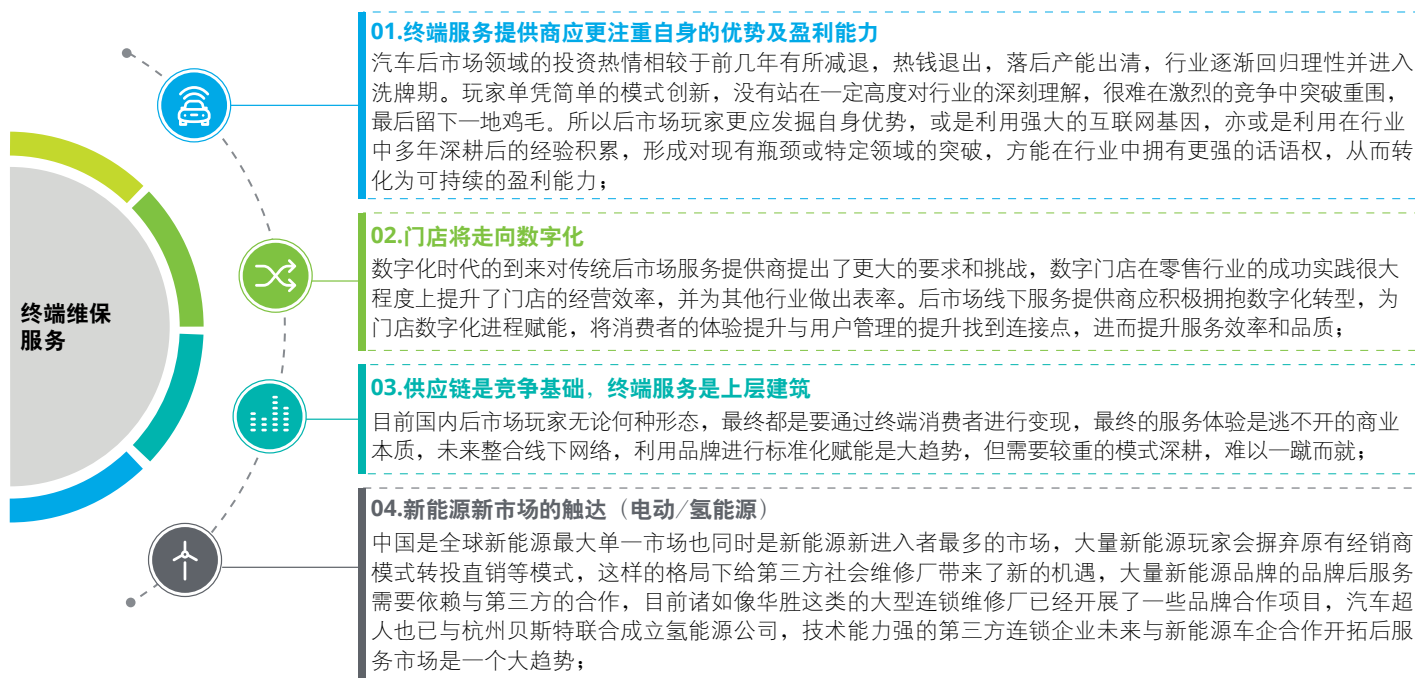 终端维保
服务
01.终端服务提供商应更注重自身的优势及盈利能力
汽车后市场领域的投资热情相较于前几年有所减退，热钱退出，落后产能出清，行业逐渐回归理性并进入
洗牌期。玩家单凭简单的模式创新，没有站在一定高度对行业的深刻理解，很难在激烈的竞争中突破重围，
最后留下一地鸡毛。所以后市场玩家更应发掘自身优势，或是利用强大的互联网基因，亦或是利用在行业
中多年深耕后的经验积累，形成对现有瓶颈或特定领域的突破，方能在行业中拥有更强的话语权，从而转
化为可持续的盈利能力；
02.门店将走向数字化
数字化时代的到来对传统后市场服务提供商提出了更大的要求和挑战，数字门店在零售行业的成功实践很大
程度上提升了门店的经营效率，并为其他行业做出表率。后市场线下服务提供商应积极拥抱数字化转型，为
门店数字化进程赋能，将消费者的体验提升与用户管理的提升找到连接点，进而提升服务效率和品质；
03.供应链是竞争基础，终端服务是上层建筑
目前国内后市场玩家无论何种形态，最终都是要通过终端消费者进行变现，最终的服务体验是逃不开的商业
本质，未来整合线下网络，利用品牌进行标准化赋能是大趋势，但需要较重的模式深耕，难以一蹴而就；
04.新能源新市场的触达（电动/氢能源）
中国是全球新能源最大单一市场也同时是新能源新进入者最多的市场，大量新能源玩家会摒弃原有经销商
模式转投直销等模式，这样的格局下给第三方社会维修厂带来了新的机遇，大量新能源品牌的品牌后服务
需要依赖与第三方的合作，目前诸如像华胜这类的大型连锁维修厂已经开展了一些品牌合作项目，汽车超
人也已与杭州贝斯特联合成立氢能源公司，技术能力强的第三方连锁企业未来与新能源车企合作开拓后服
务市场是一个大趋势；